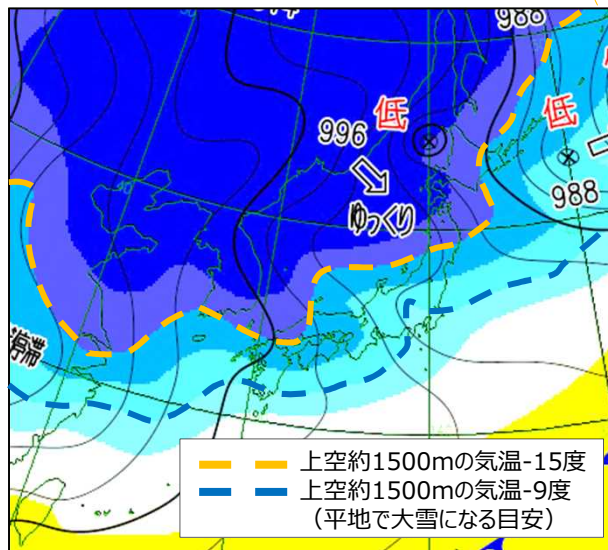 988
低
996
低
ゆっくり
988
停滞
上空約1500mの気温-15度
上空約1500mの気温-9度
(平地で大雪になる目安)